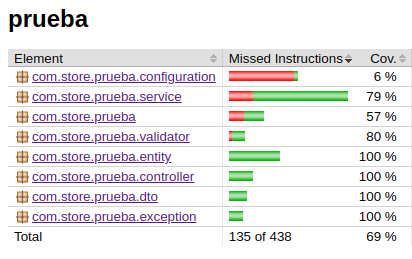 prueba
Element Missed Instructions Cov.
com.store.prueba.configuration 6 %
com.store.prueba.service 79 %
com.store.prueba 57 %
com.store.prueba.validator 80 %
com.store.prueba.entity 100 %
com.store.prueba.controller 100 %
com.store.prueba.dto 100 %
com.store.prueba.exception 100 %
Total 135 of 438 69 %